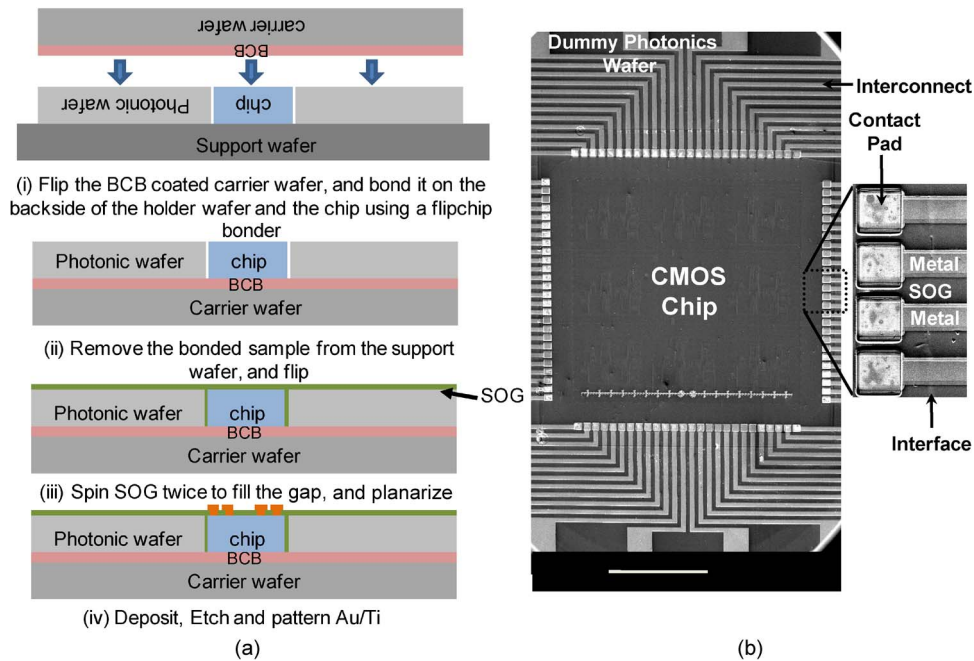 carrier wafer
BCB
Photonic wafer
chip
Support wafer
(i) Flip the BCB coated carrier wafer, and bond it on the
backside of the holder wafer and the chip using a flipchip
bonder
Photonic wafer
chip
BCB
Carrier wafer
(ii) Remove the bonded sample from the support
wafer, and flip
SOG
Photonic wafer
chip
BCB
Carrier wafer
(iii) Spin SOG twice to fill the gap, and planarize
Photonic wafer
chip
BCB
Carrier wafer
(iv) Deposit, Etch and pattern Au/Ti
(a)
Dummy Photonics
Wafer
Interconnect
Contact
Pad
CMOS
Chip
Metal
SOG
Metal
Interface
(b)